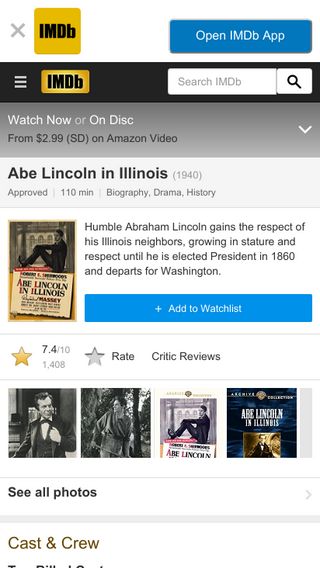 IMDb
Open IMDb App
IMDb
Search IMDb
Watch Now or On Disc
From $2.99 (SD) on Amazon Video
Abe Lincoln in Illinois (1940)
Approved | 110 min | Biography, Drama, History
ROBERT E. SHERWOOD'S
ABE LINCOLN
IN ILLINOIS
MASSEY
Humble Abraham Lincoln gains the respect of
his Illinois neighbors, growing in stature and
respect until he is elected President in 1860
and departs for Washington.
+ Add to Watchlist
7.4/10
1,408
Rate
Critic Reviews
ABE LINCOLN
IN ILLINOIS
ARCHIVE COLLECTION
ABE LINCOLN
IN ILLINOIS
See all photos
Cast & Crew